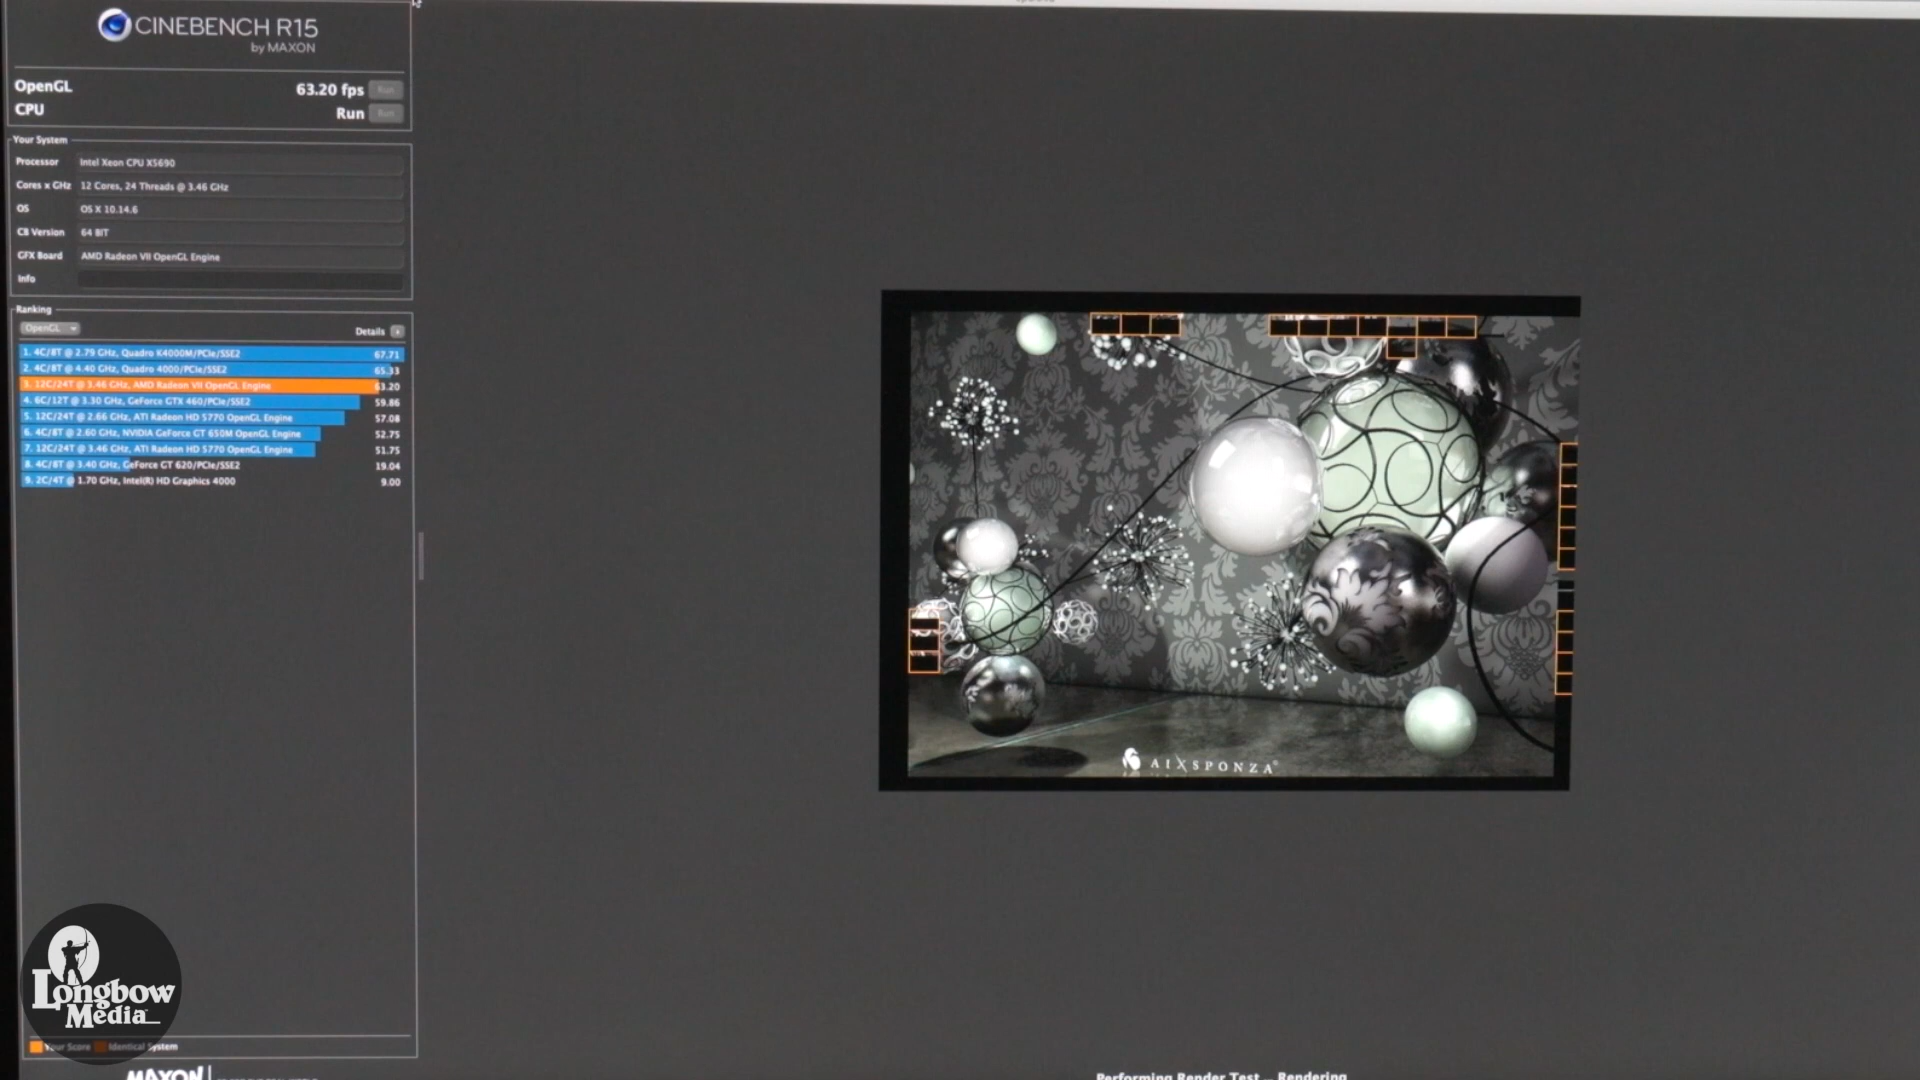 CINEBENCH R15
by MAXON
OpenGL 63.20 fps Run
CPU Run Run
Your System
Processor Intel Xeon CPU X5690
Cores x GHz 12 Cores, 24 Threads @ 3.46 GHz
OS OS X 10.14.6
CB Version 64 BIT
GFX Board AMD Radeon VII OpenGL Engine
Info
Ranking
OpenGL Details
1. 4C/8T @ 2.79 GHz, Quadro K4000M/PCIe/SSE2 67.71
2. 4C/8T @ 4.40 GHz, Quadro 4000/PCIe/SSE2 65.33
3. 12C/24T @ 3.46 GHz, AMD Radeon VII OpenGL Engine 63.20
4. 6C/12T @ 3.30 GHz, GeForce GTX 460/PCIe/SSE2 59.86
5. 12C/24T @ 2.66 GHz, ATI Radeon HD 5770 OpenGL Engine 57.08
6. 4C/8T @ 2.60 GHz, NVIDIA GeForce GT 650M OpenGL Engine 52.75
7. 12C/24T @ 3.46 GHz, ATI Radeon HD 5770 OpenGL Engine 51.75
8. 4C/8T @ 3.40 GHz, GeForce GT 620/PCIe/SSE2 19.04
9. 2C/4T @ 1.70 GHz, Intel(R) HD Graphics 4000 9.00
AIXSPONZA
Longbow
Media
Your Score Identical System
MAXON
Performing Render Test – Rendering